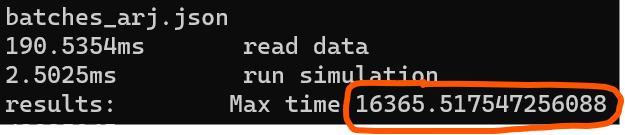 batches_arj.json
190.5354ms read data
2.5025ms run simulation
results: Max time 16365.517547256088